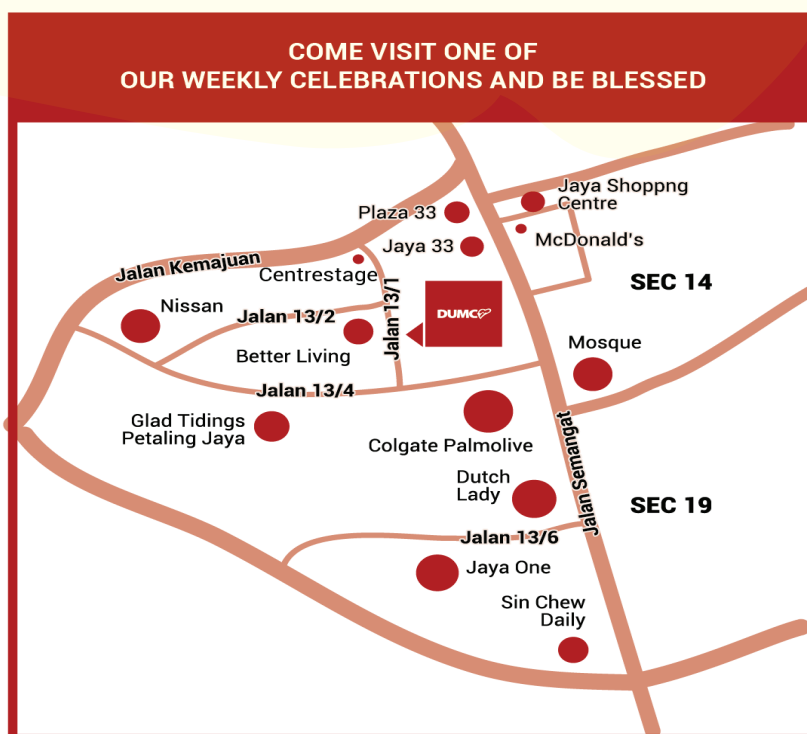 COME VISIT ONE OF
OUR WEEKLY CELEBRATIONS AND BE BLESSED
Jaya Shoppng
Centre
Plaza 33
McDonald's
Jaya 33
Jalan Kemajuan
Centrestage
SEC 14
Nissan
Jalan 13/1
DUMC
Jalan 13/2
Mosque
Better Living
Jalan 13/4
Glad Tidings
Petaling Jaya
Colgate Palmolive
Jalan Semangat
Dutch
Lady
SEC 19
Jalan 13/6
Jaya One
Sin Chew
Daily